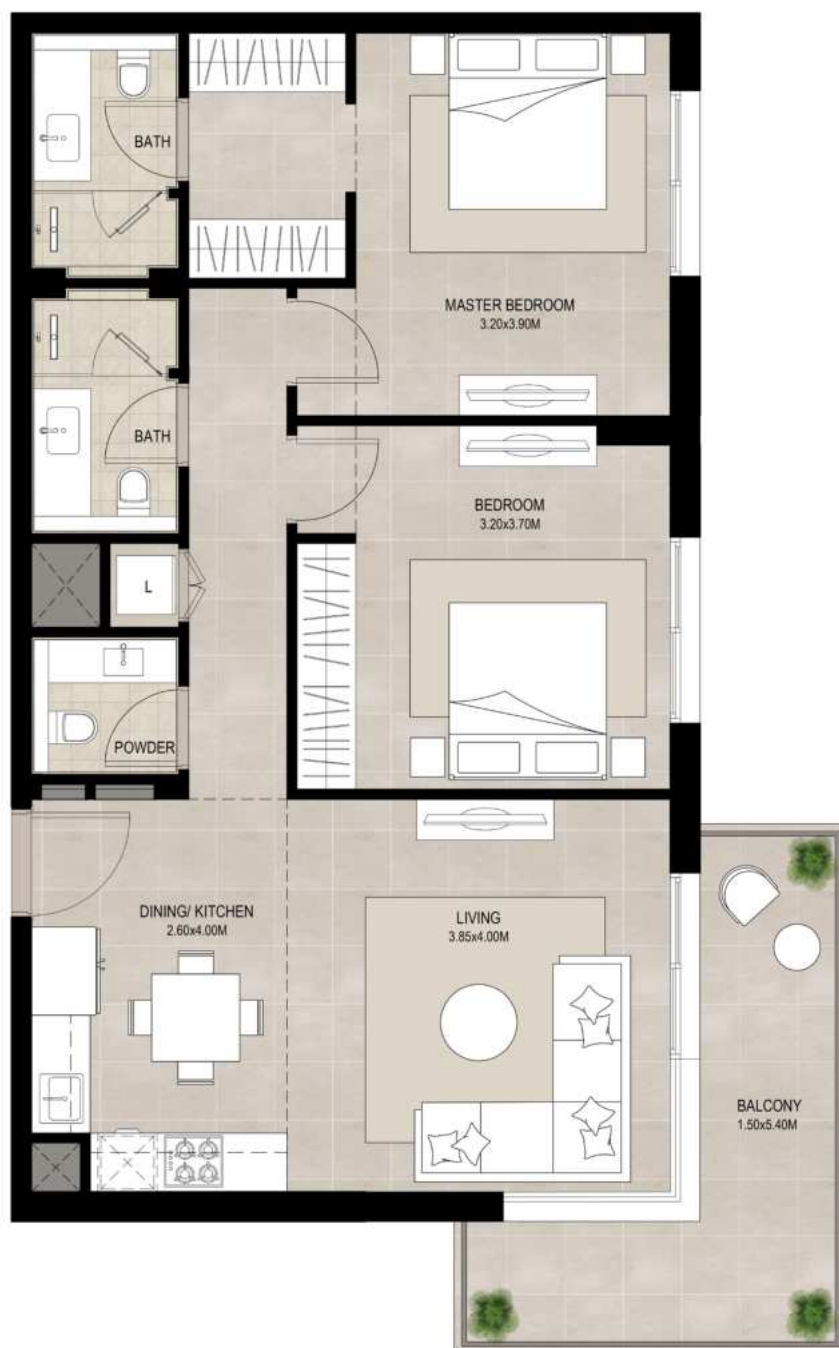 BATH
MASTER BEDROOM
3.20x3.90M
BATH
BEDROOM
3.20x3.70M
L
POWDER
DINING/ KITCHEN
2.60x4.00M
LIVING
3.85x4.00M
BALCONY
1.50x5.40M